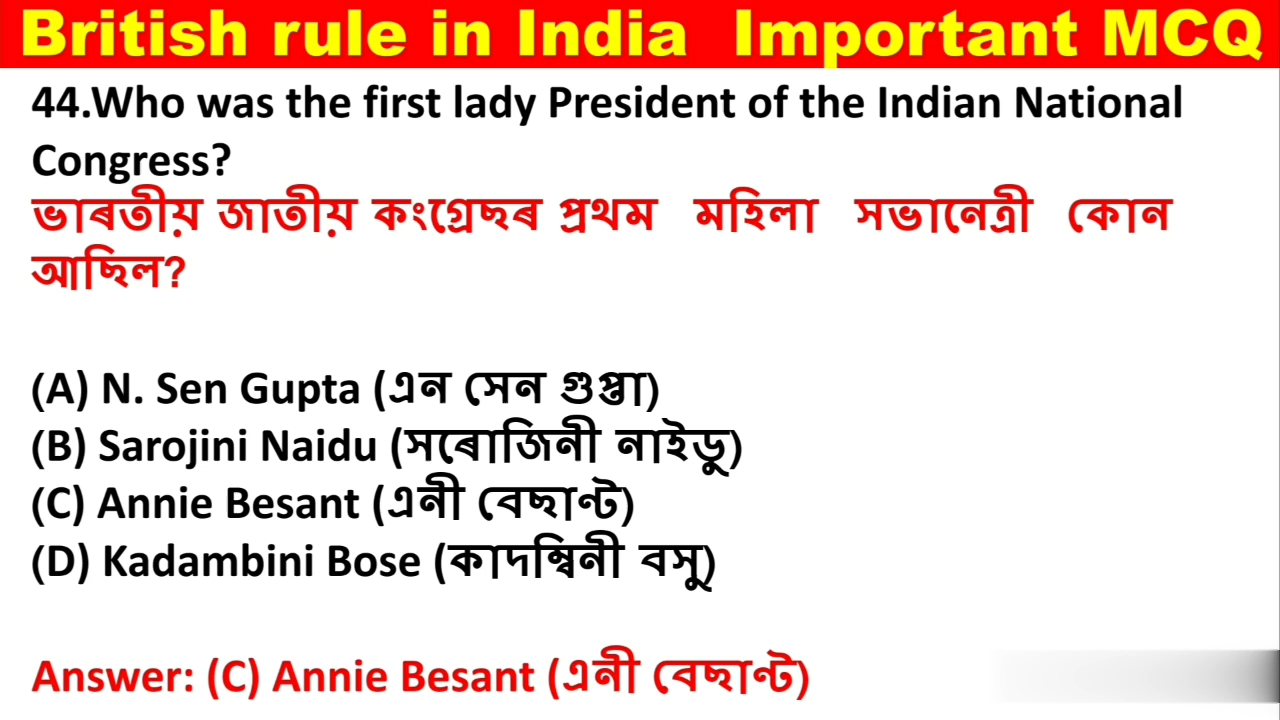 British rule in India Important MCQ
44.Who was the first lady President of the Indian National
Congress?
ভাৰতীয় জাতীয় কংগ্ৰেছৰ প্ৰথম মহিলা সভানেত্ৰী কোন
আছিল?
(A) N. Sen Gupta (এন সেন গুপ্তা)
(B) Sarojini Naidu (সৰোজিনী নাইডু)
(C) Annie Besant (এনী বেছাণ্ট)
(D) Kadambini Bose (কাদম্বিনী বসু)
Answer: (C) Annie Besant (এনী বেছাণ্ট)